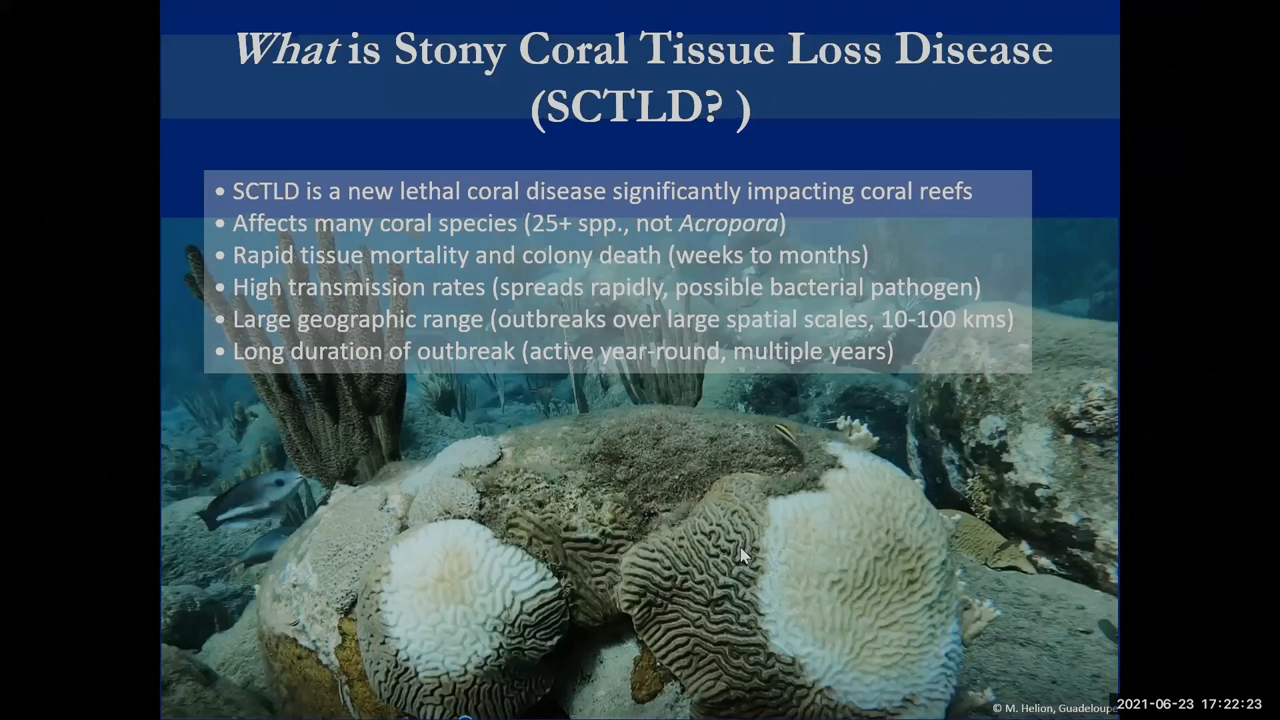 What is Stony Coral Tissue Loss Disease
(SCTLD? )
• SCTLD is a new lethal coral disease significantly impacting coral reefs
• Affects many coral species (25+ spp., not Acropora)
• Rapid tissue mortality and colony death (weeks to months)
• High transmission rates (spreads rapidly, possible bacterial pathogen)
• Large geographic range (outbreaks over large spatial scales, 10-100 kms)
• Long duration of outbreak (active year-round, multiple years)
© M. Helion, Guadeloupe
2021-06-23 17:22:23